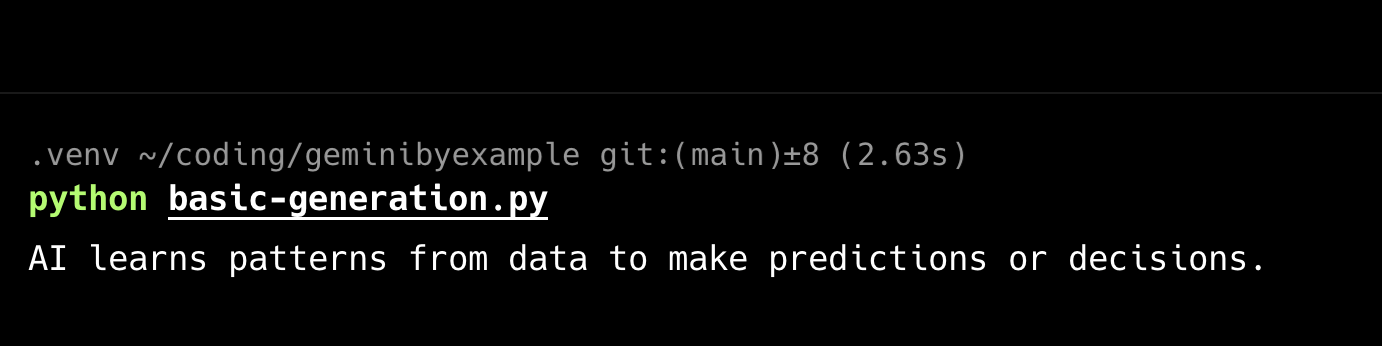 .venv ~/coding/geminibyexample git:(main)±8 (2.63s)
python basic-generation.py
AI learns patterns from data to make predictions or decisions.